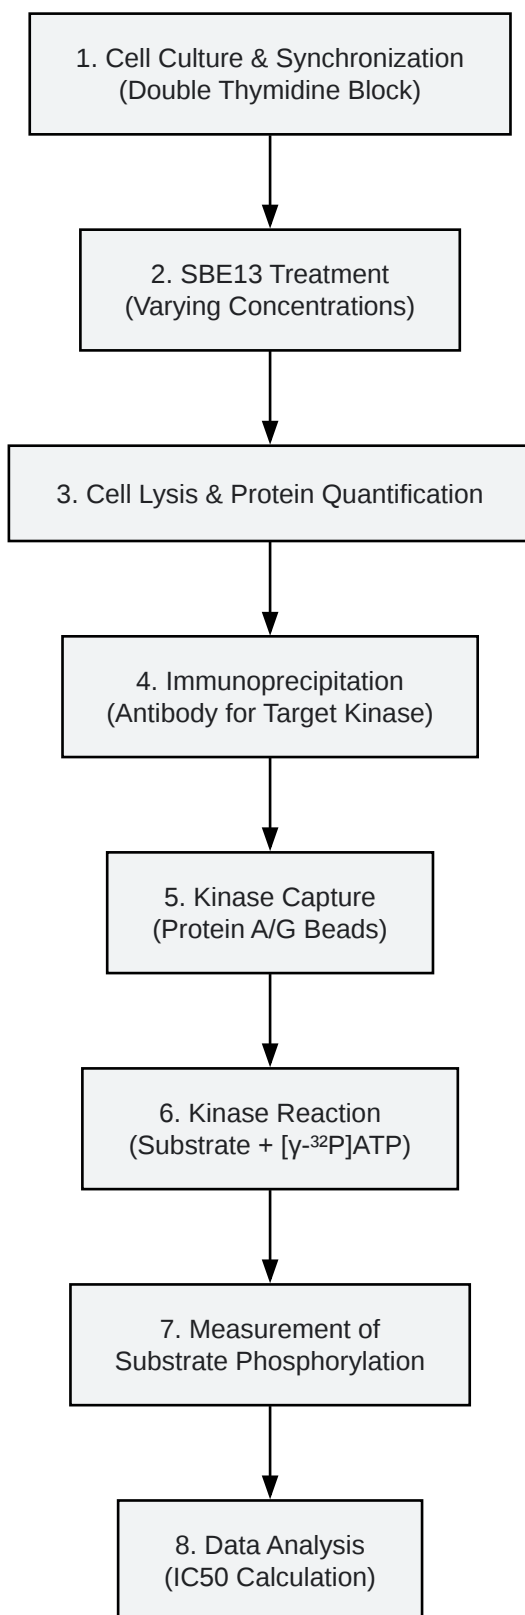 1. Cell Culture & Synchronization
(Double Thymidine Block)
2. SBE13 Treatment
(Varying Concentrations)
3. Cell Lysis & Protein Quantification
4. Immunoprecipitation
(Antibody for Target Kinase)
5. Kinase Capture
(Protein A/G Beads)
6. Kinase Reaction
(Substrate + [γ-³²P]ATP)
7. Measurement of
Substrate Phosphorylation
8. Data Analysis
(IC50 Calculation)